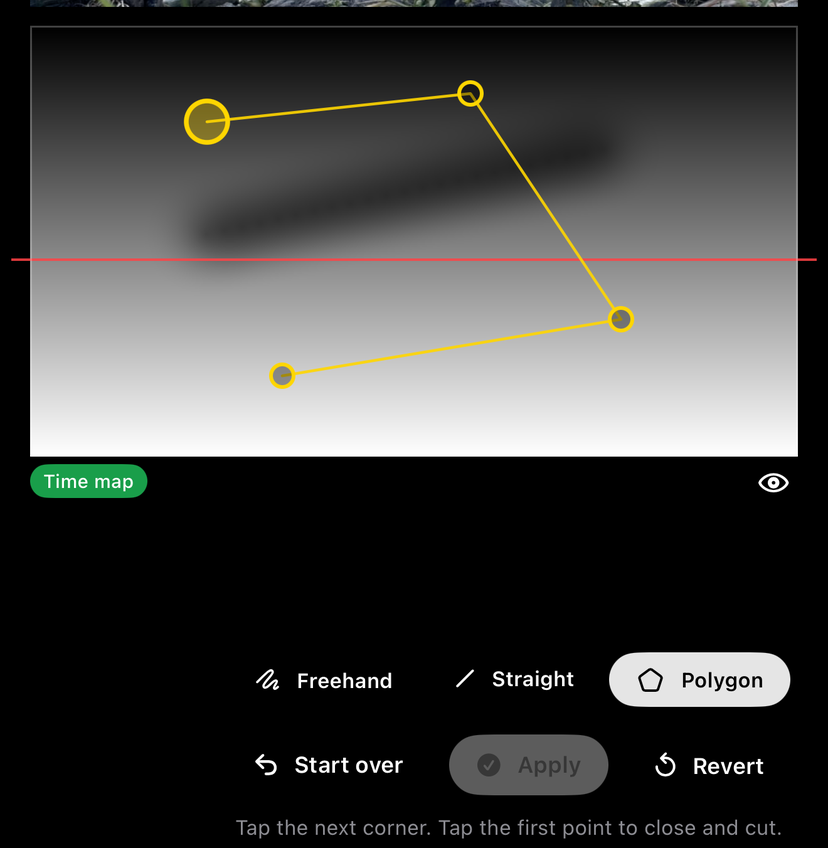 Time map
Freehand
Straight
Polygon
Start over
Apply
Revert
Tap the next corner. Tap the first point to close and cut.